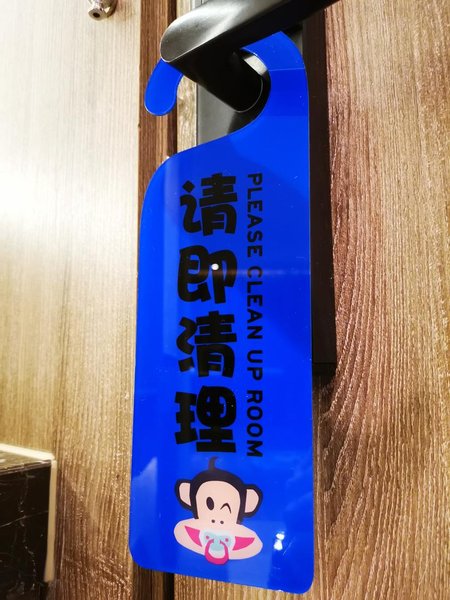 请即清理
PLEASE CLEAN UP ROOM